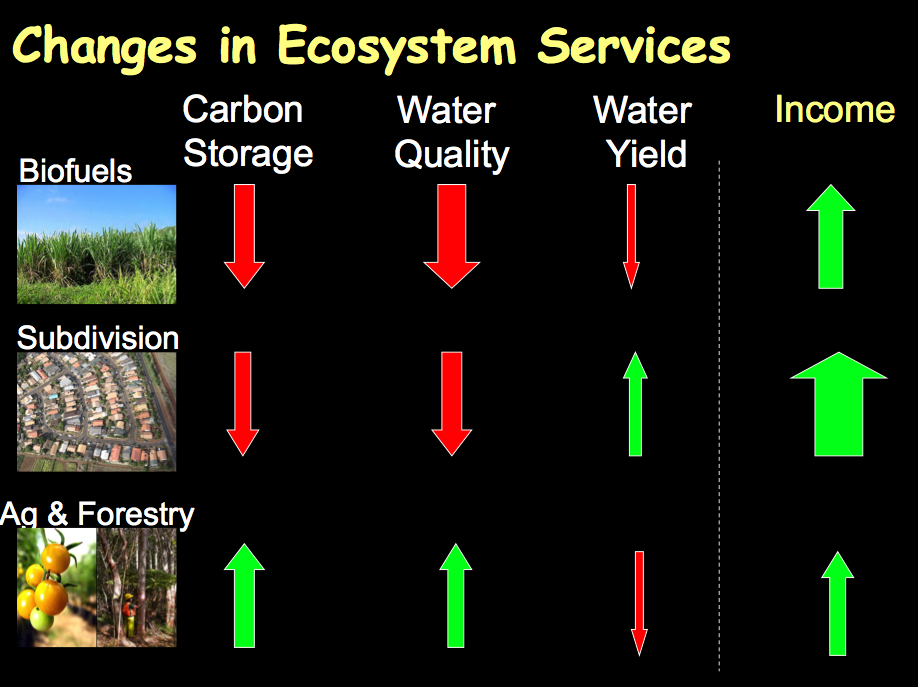 Changes in Ecosystem Services
Carbon Storage
Water Quality
Water Yield
Income
Biofuels
Subdivision
Ag & Forestry